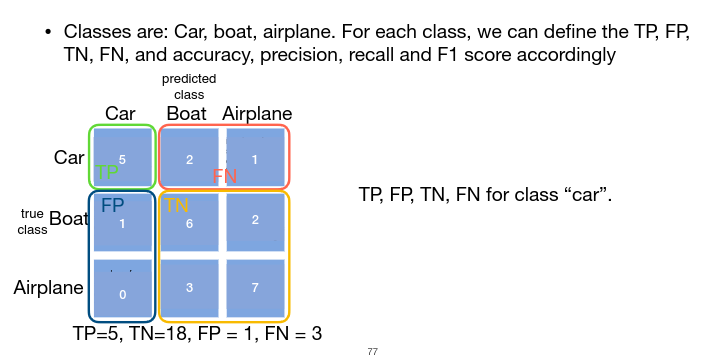 • Classes are: Car, boat, airplane. For each class, we can define the TP, FP,
TN, FN, and accuracy, precision, recall and F1 score accordingly
predicted
class
Car Boat Airplane
Car 5 2 1
TP FN
FP TN
true
class
Boat 1 6 2
Airplane 0 3 7
TP=5, TN=18, FP = 1, FN = 3
TP, FP, TN, FN for class “car”.
77